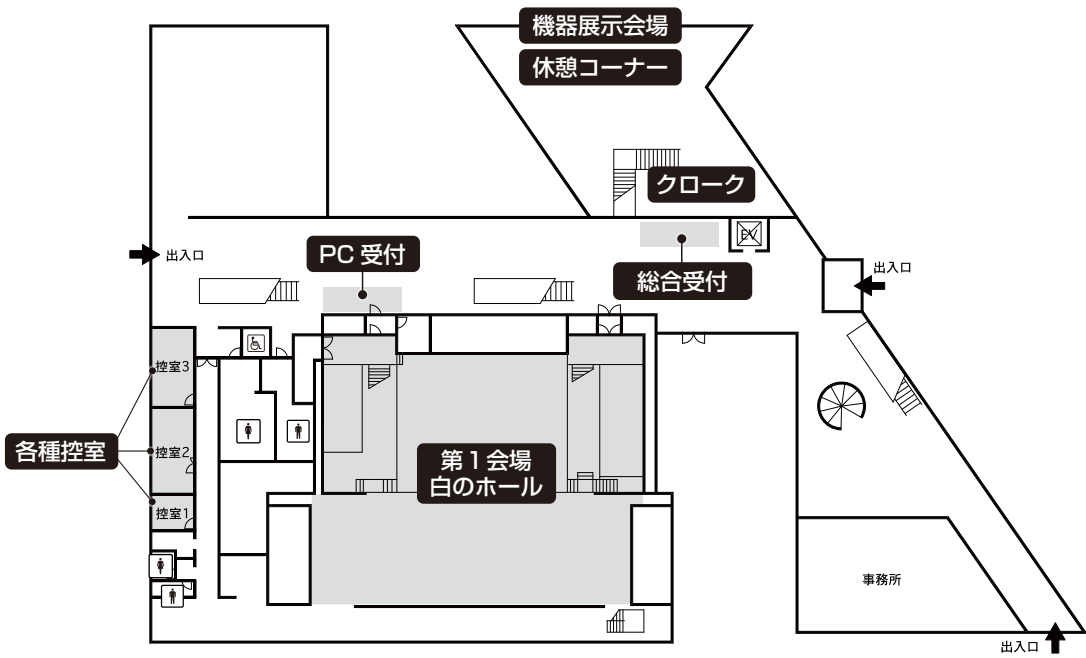 機器展示会場
休憩コーナー
クローク
EV
出入口
PC 受付
総合受付
出入口
控室3
各種控室
控室2
第1会場
白のホール
控室1
事務所
出入口